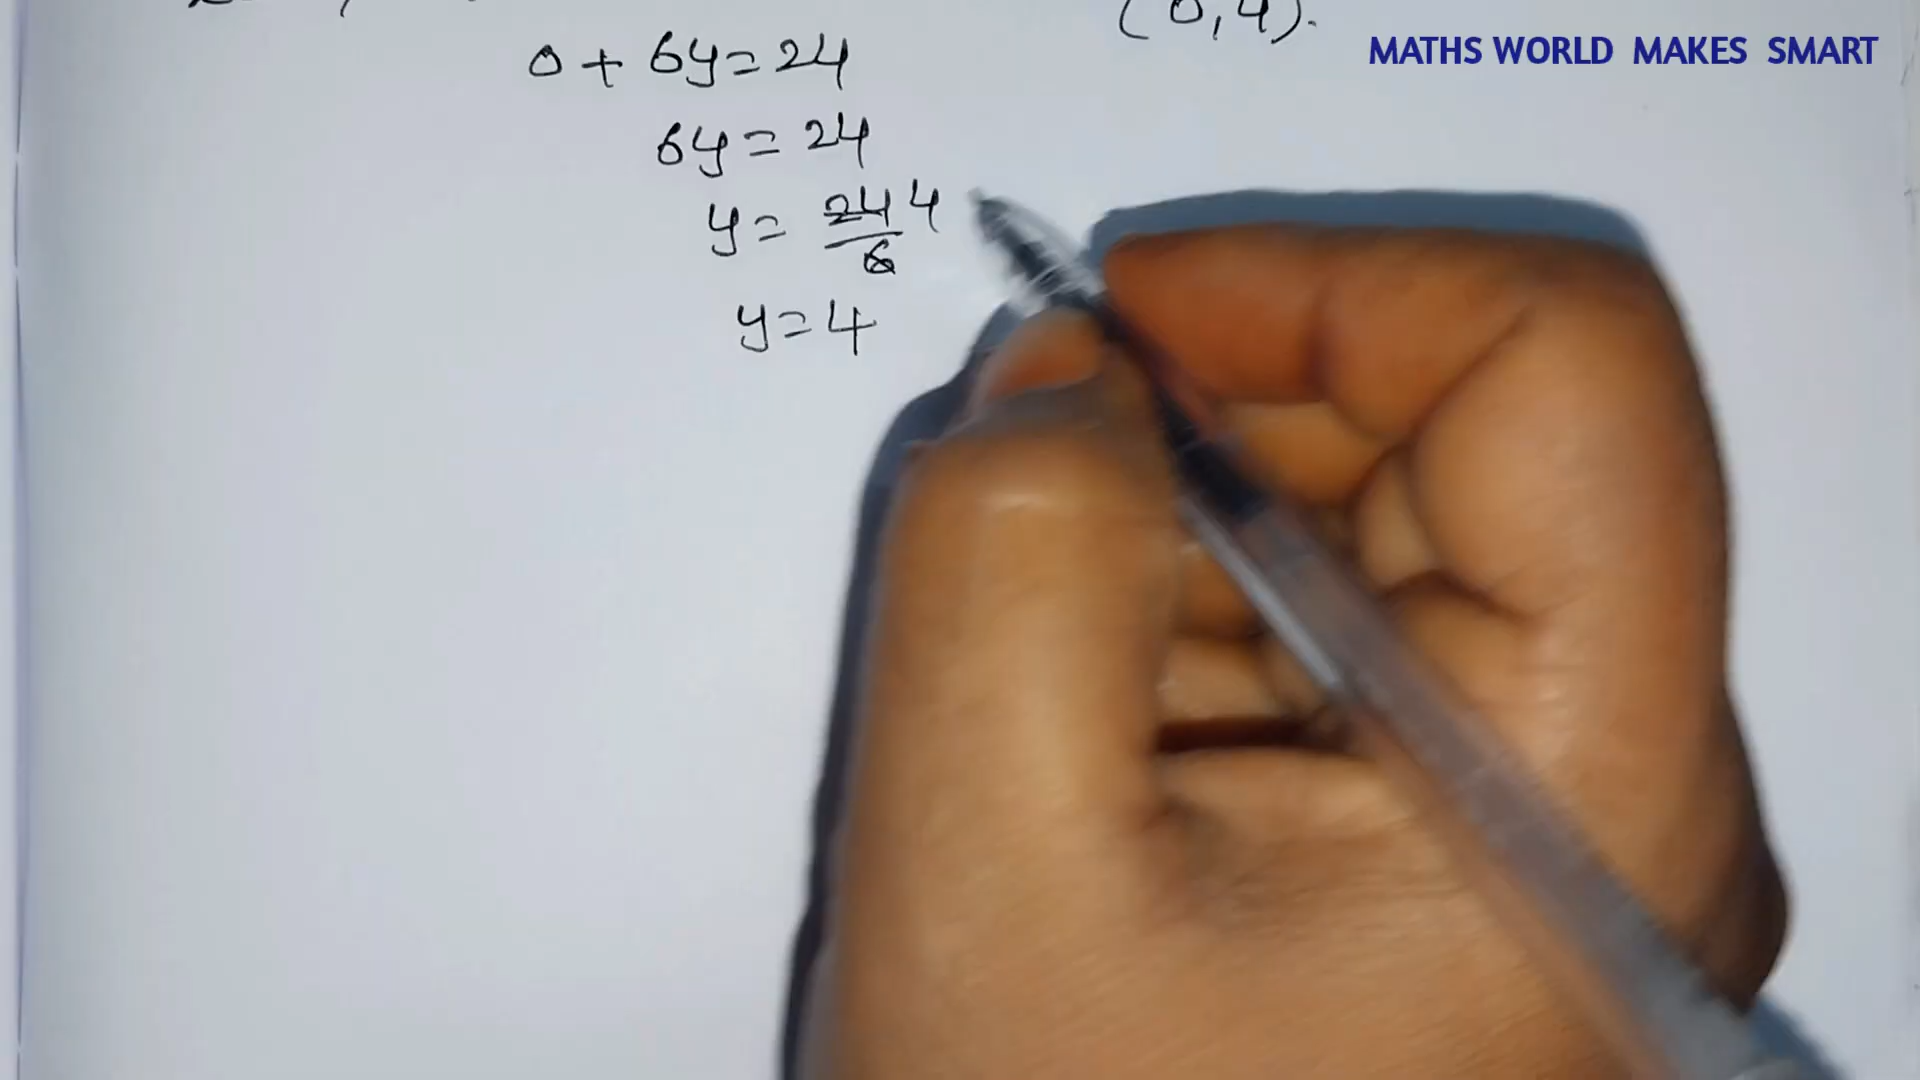 (0,4).
MATHS WORLD MAKES SMART
0 + 6y = 24
6y = 24
y = 24 4
6
y = 4